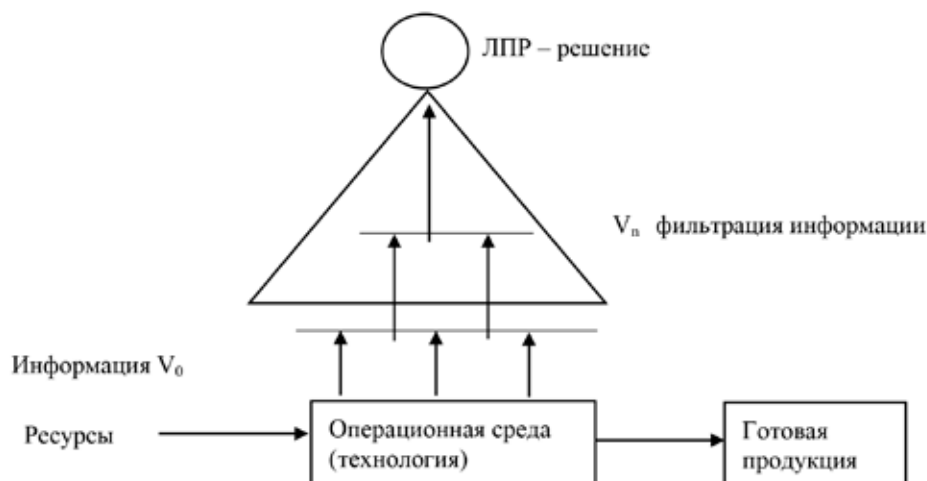 ЛПР – решение
Vn фильтрация информации
Информация V0
Ресурсы
Операционная среда
(технология)
Готовая
продукция